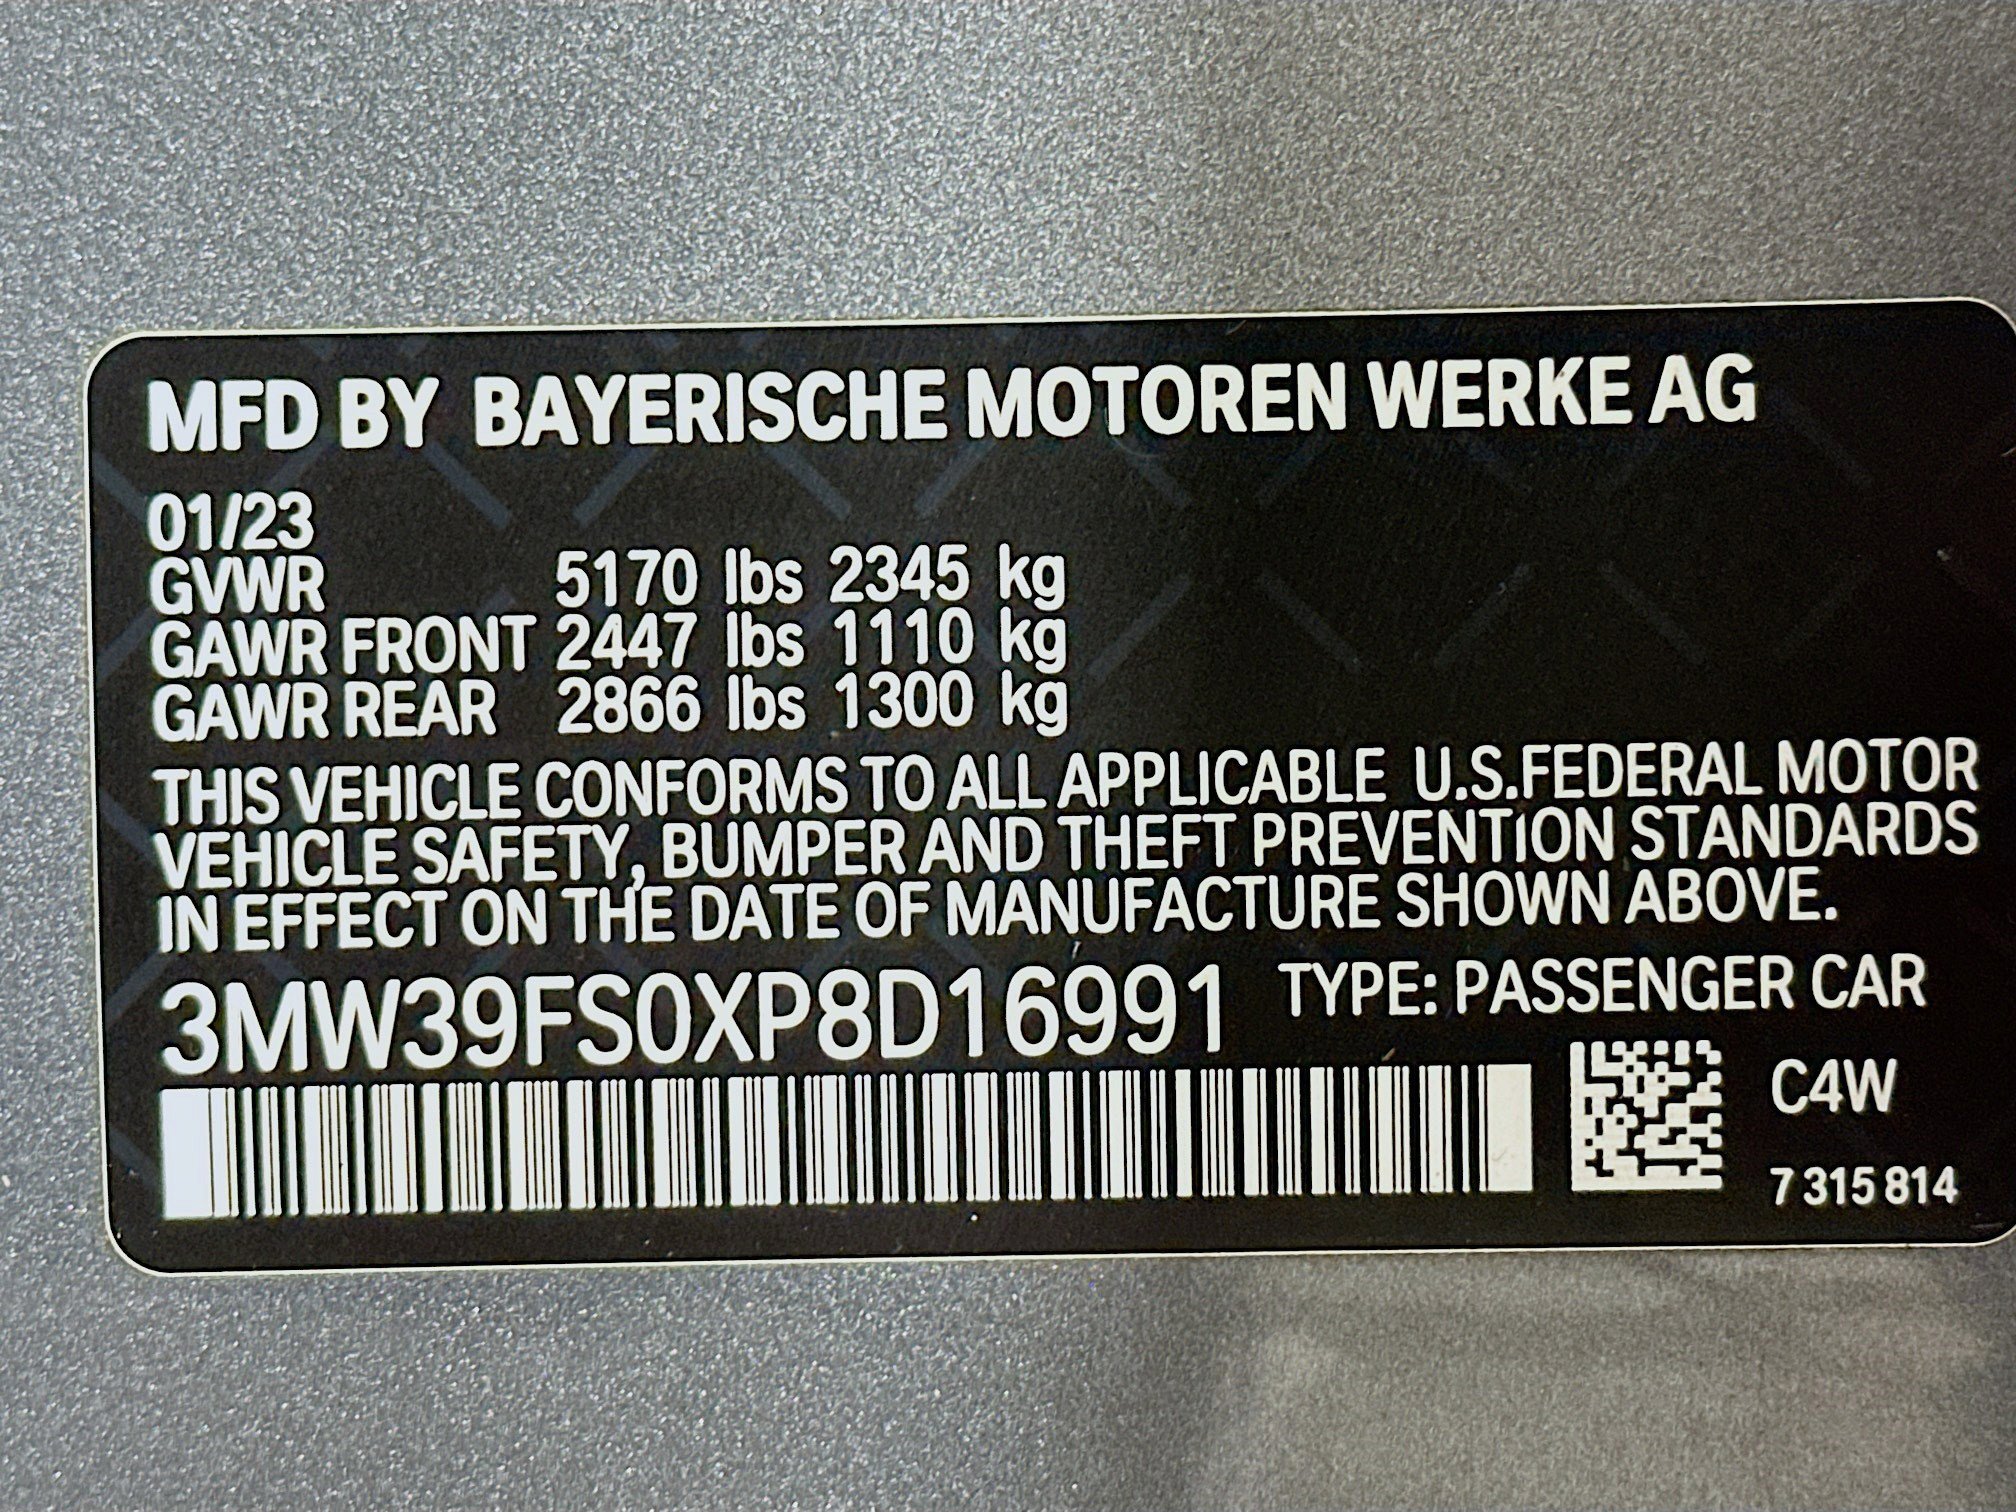 MFD BY BAYERISCHE MOTOREN WERKE AG
01/23
GVWR 5170 lbs 2345 kg
GAWR FRONT 2447 lbs 1110 kg
GAWR REAR 2866 lbs 1300 kg
THIS VEHICLE CONFORMS TO ALL APPLICABLE U.S.FEDERAL MOTOR
VEHICLE SAFETY, BUMPER AND THEFT PREVENTION STANDARDS
IN EFFECT ON THE DATE OF MANUFACTURE SHOWN ABOVE.
3MW39FS0XP8D16991 TYPE: PASSENGER CAR
C4W
7 315 814